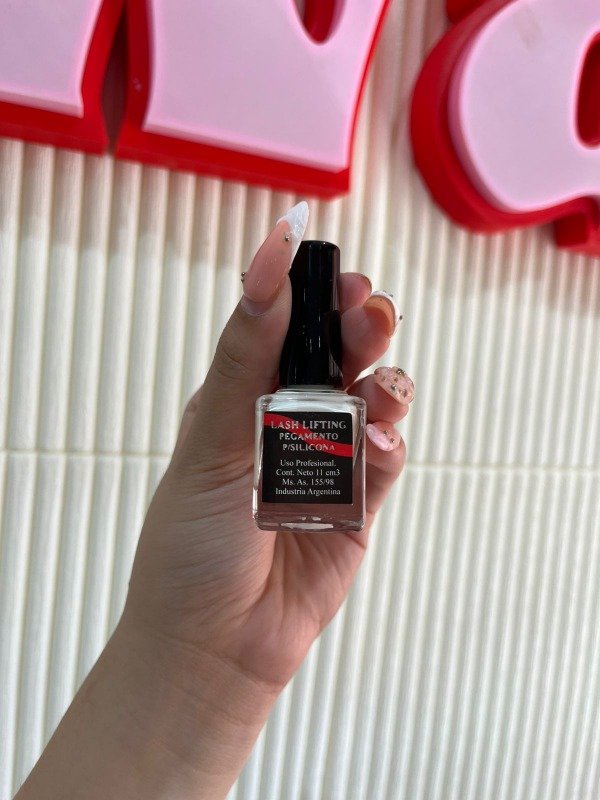 LASH LIFTING
PEGAMENTO
P/SILICONA
Uso Profesional.
Cont. Neto 11 cm3
Ms. As. 155/98
Industria Argentina